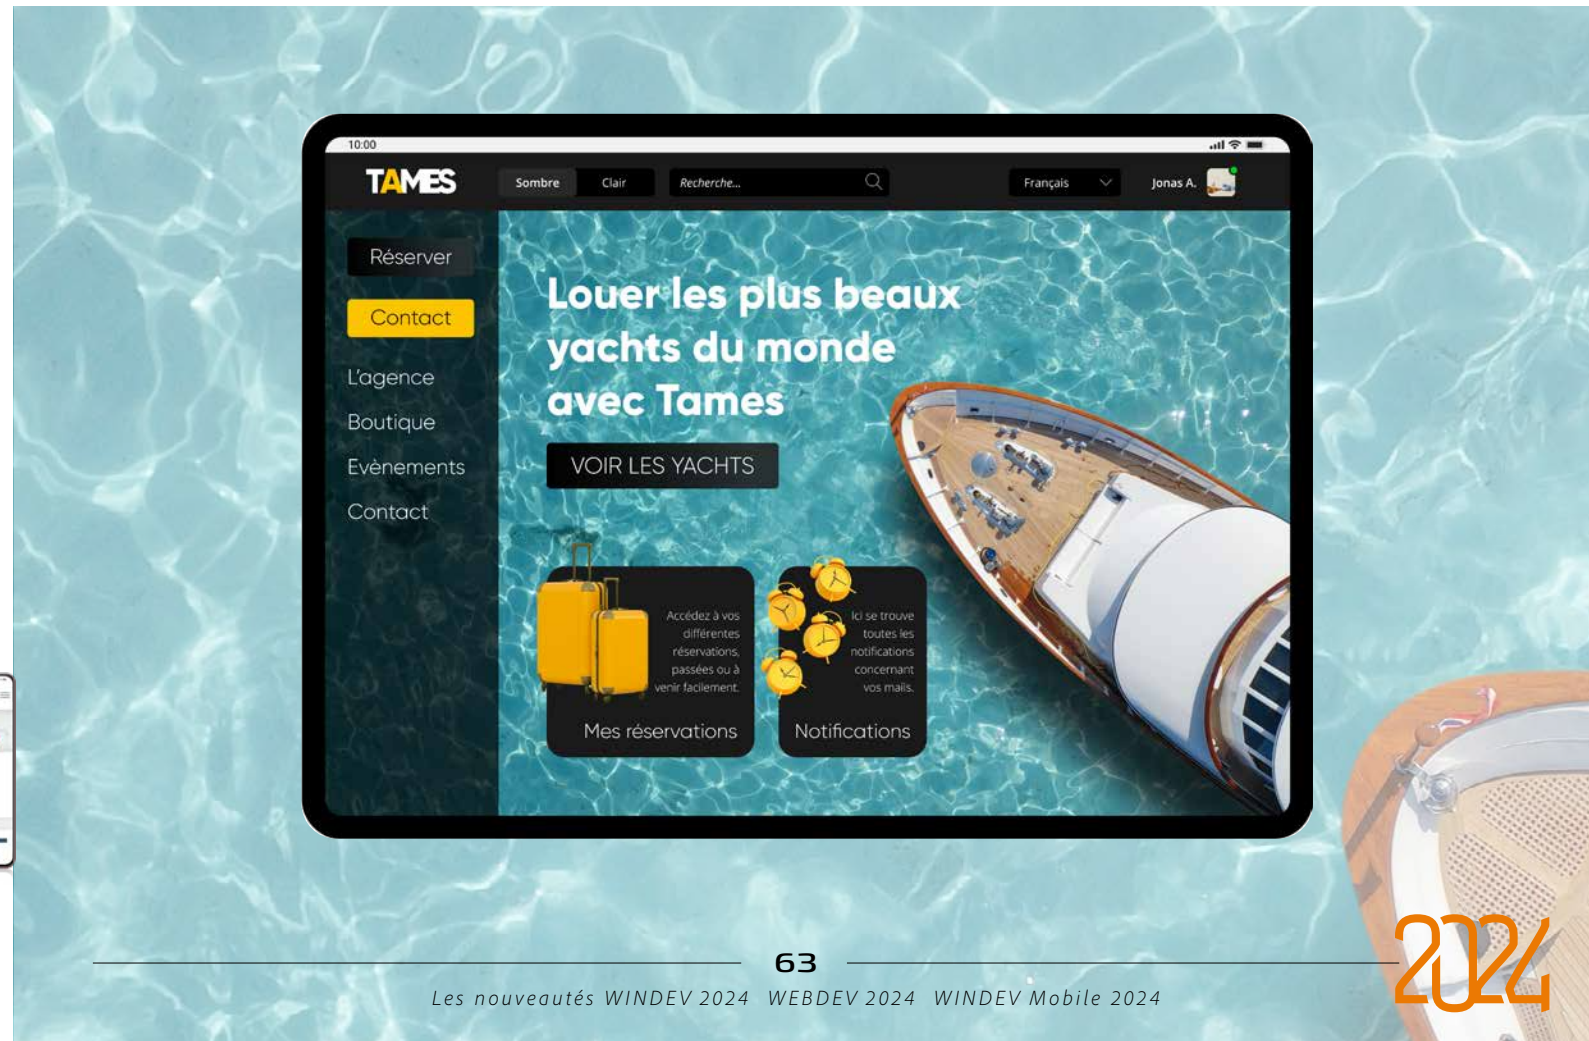 10:00
TAMES
Sombre Clair Recherche... Français Jonas A.
Réserver
Contact
L'agence
Boutique
Evènements
Contact
Louer les plus beaux
yachts du monde
avec Tames
VOIR LES YACHTS
Accédez à vos
différentes
réservations,
passées ou à
venir facilement.
Mes réservations
Ici se trouve
toutes les
notifications
concernant
vos mails.
Notifications
63
Les nouveautés WINDEV 2024 WEBDEV 2024 WINDEV Mobile 2024
2024